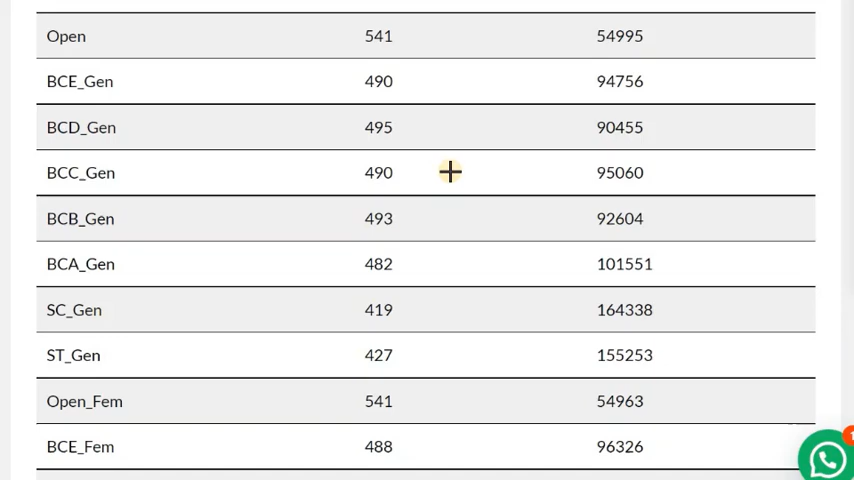 Open 541 54995
BCE_Gen 490 94756
BCD_Gen 495 90455
BCC_Gen 490 95060
BCB_Gen 493 92604
BCA_Gen 482 101551
SC_Gen 419 164338
ST_Gen 427 155253
Open_Fem 541 54963
BCE_Fem 488 96326